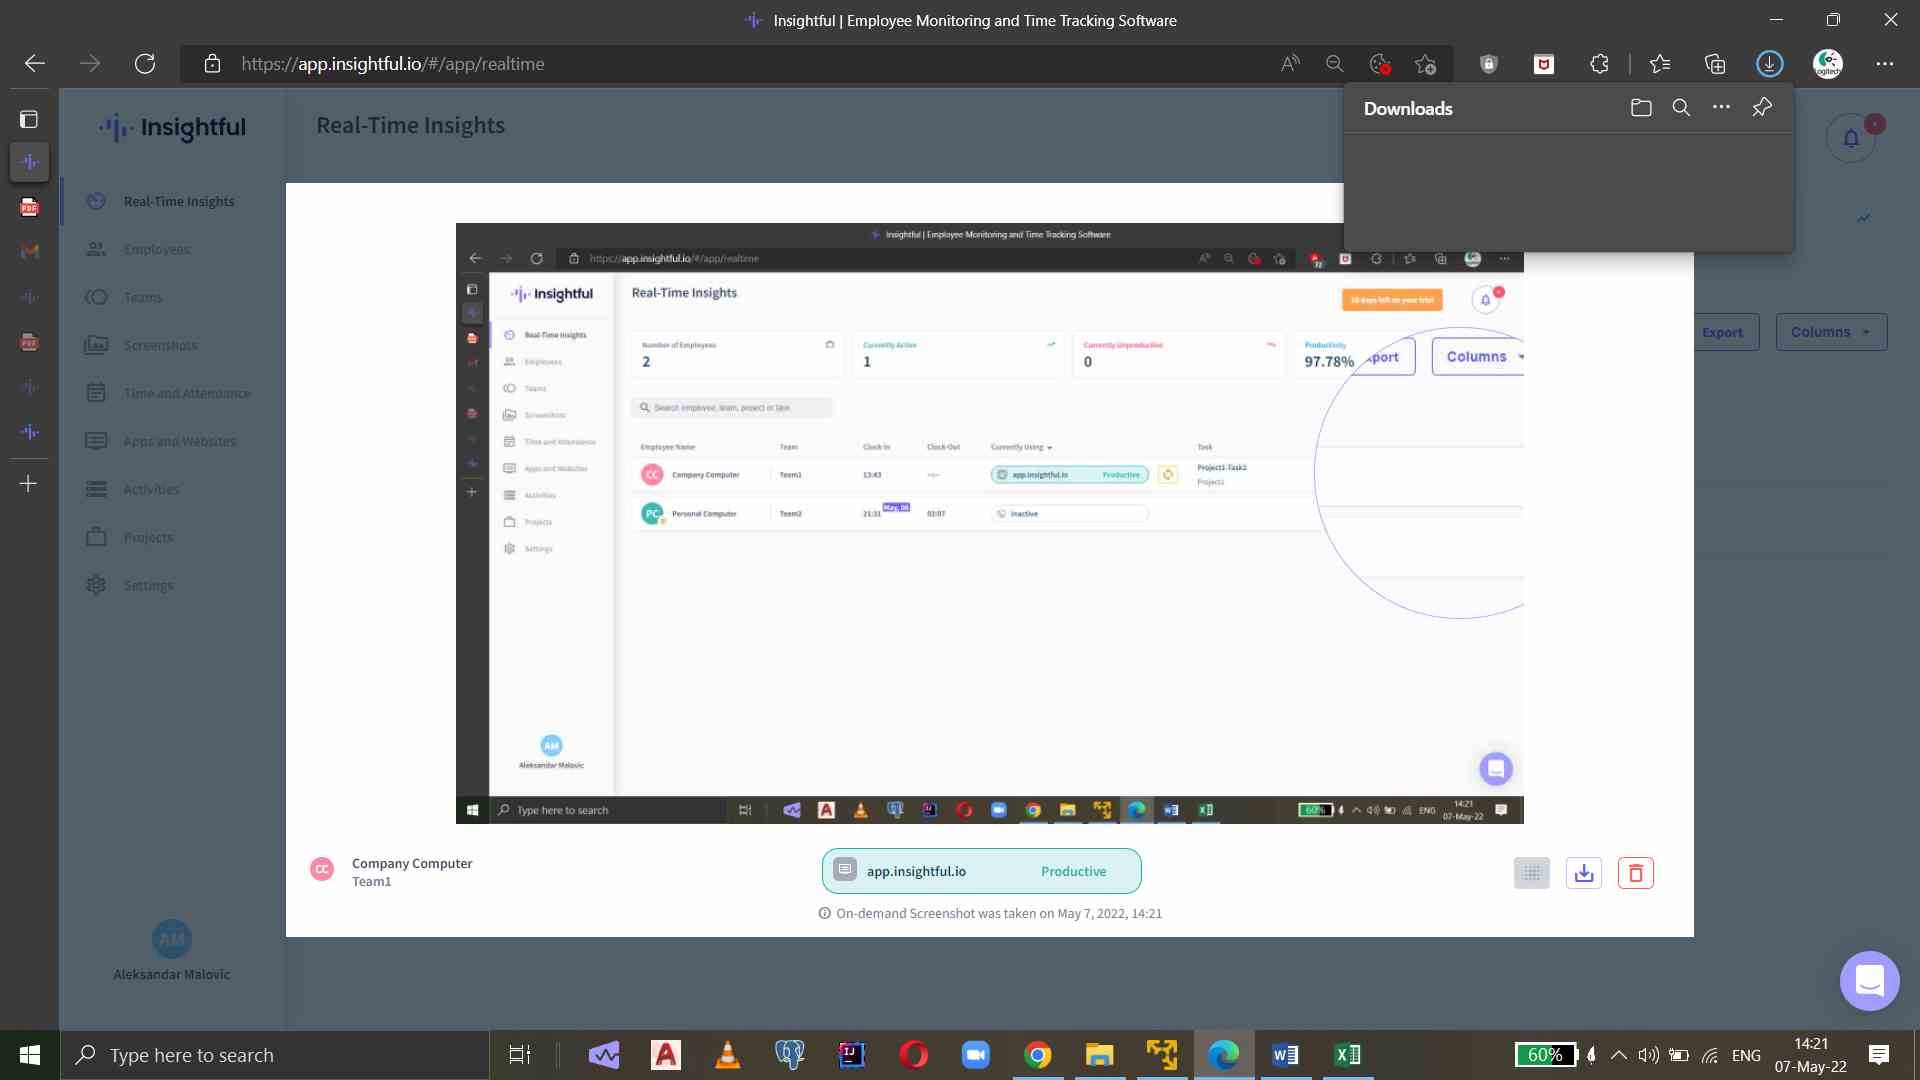 Insightful | Employee Monitoring and Time Tracking Software
https://app.insightful.io/#/app/realtime
Logitech
Downloads
Insightful
Real-Time Insights
Real-Time Insights
Employees
Teams
Screenshots
Time and Attendance
Apps and Websites
Activities
Projects
Settings
AM
Aleksandar Malovic
Export
Columns
PDF
PDF
Insightful | Employee Monitoring and Time Tracking Software
https://app.insightful.io/#/app/realtime
Insightful
Real-Time Insights
10 days left on your trial
Real-Time Insights
Employees
Teams
Screenshots
Time and Attendance
Apps and Websites
Activities
Projects
Settings
Number of Employees
2
Currently Active
1
Currently Unproductive
0
Productivity
97.78%
xport
Columns
Search employee, team, project or task
Employee Name Team Clock-In Clock-Out Currently Using Task
CC Company Computer Team1 13:43 --:-- app.insightful.io Productive Project1-Task2
Project1
PC Personal Computer Team2 21:31 May, 06 02:07 Inactive
AM
Aleksandar Malovic
Type here to search
60%
ENG
14:21
07-May-22
CC
Company Computer
Team1
app.insightful.io Productive
On-demand Screenshot was taken on May 7, 2022, 14:21
Type here to search
60%
ENG
14:21
07-May-22